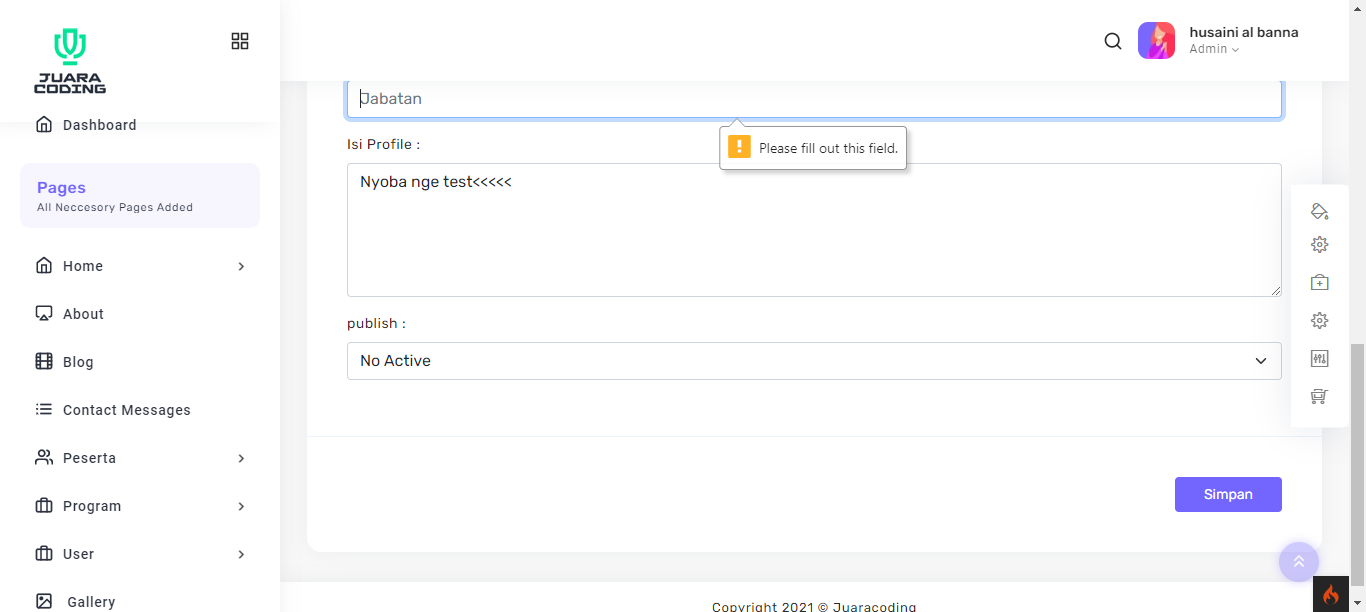 JUARA
CODING
husaini al banna
Admin
Dashboard
Pages
All Neccesory Pages Added
Home
About
Blog
Contact Messages
Peserta
Program
User
Gallery
Jabatan
Please fill out this field.
Isi Profile :
Nyoba nge test<<<<<
publish :
No Active
Simpan
Copyright 2021 © Juaracoding